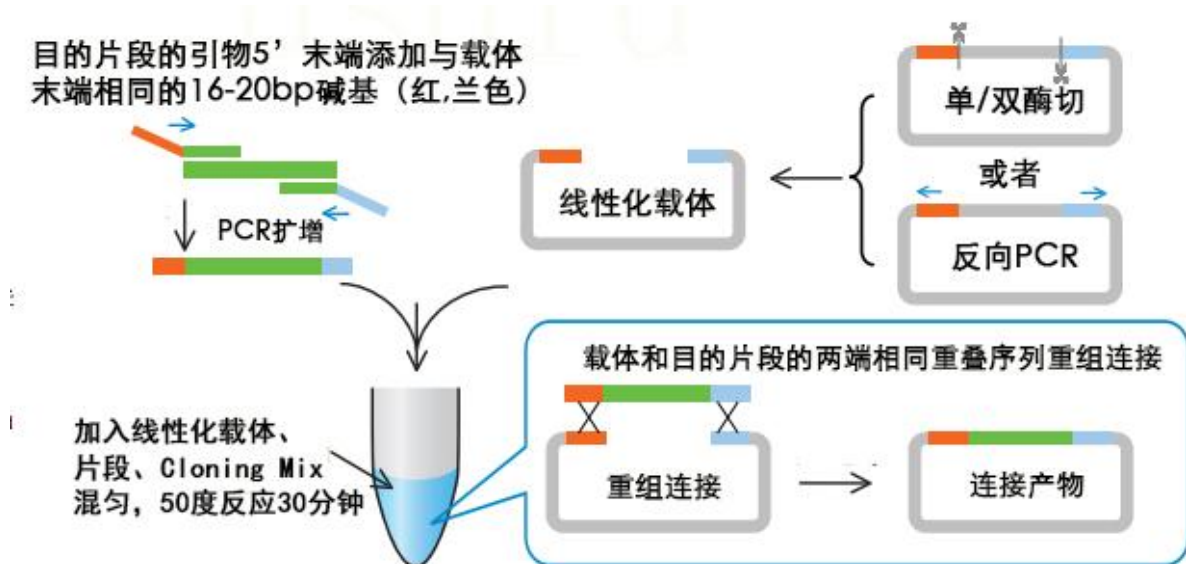 目的片段的引物5’末端添加与载体
末端相同的16-20bp碱基（红,兰色）
PCR扩增
线性化载体
单/双酶切
或者
反向PCR
加入线性化载体、
片段、Cloning Mix
混匀，50度反应30分钟
载体和目的片段的两端相同重叠序列重组连接
重组连接
连接产物